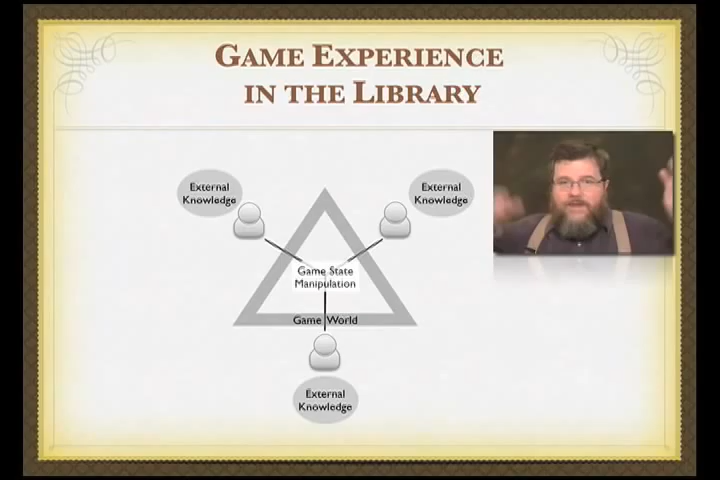 GAME EXPERIENCE
IN THE LIBRARY
External
Knowledge
External
Knowledge
Game State
Manipulation
Game World
External
Knowledge